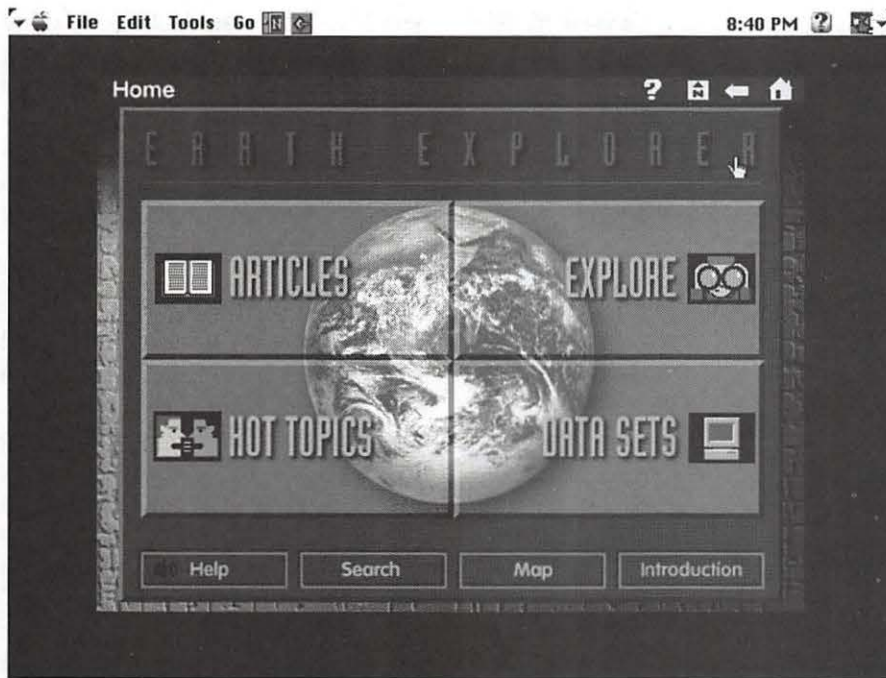 File Edit Tools Go N 8:40 PM ?
Home ? N
EARTH EXPLORER
ARTICLES
EXPLORE
HOT TOPICS
DATA SETS
Help Search Map Introduction